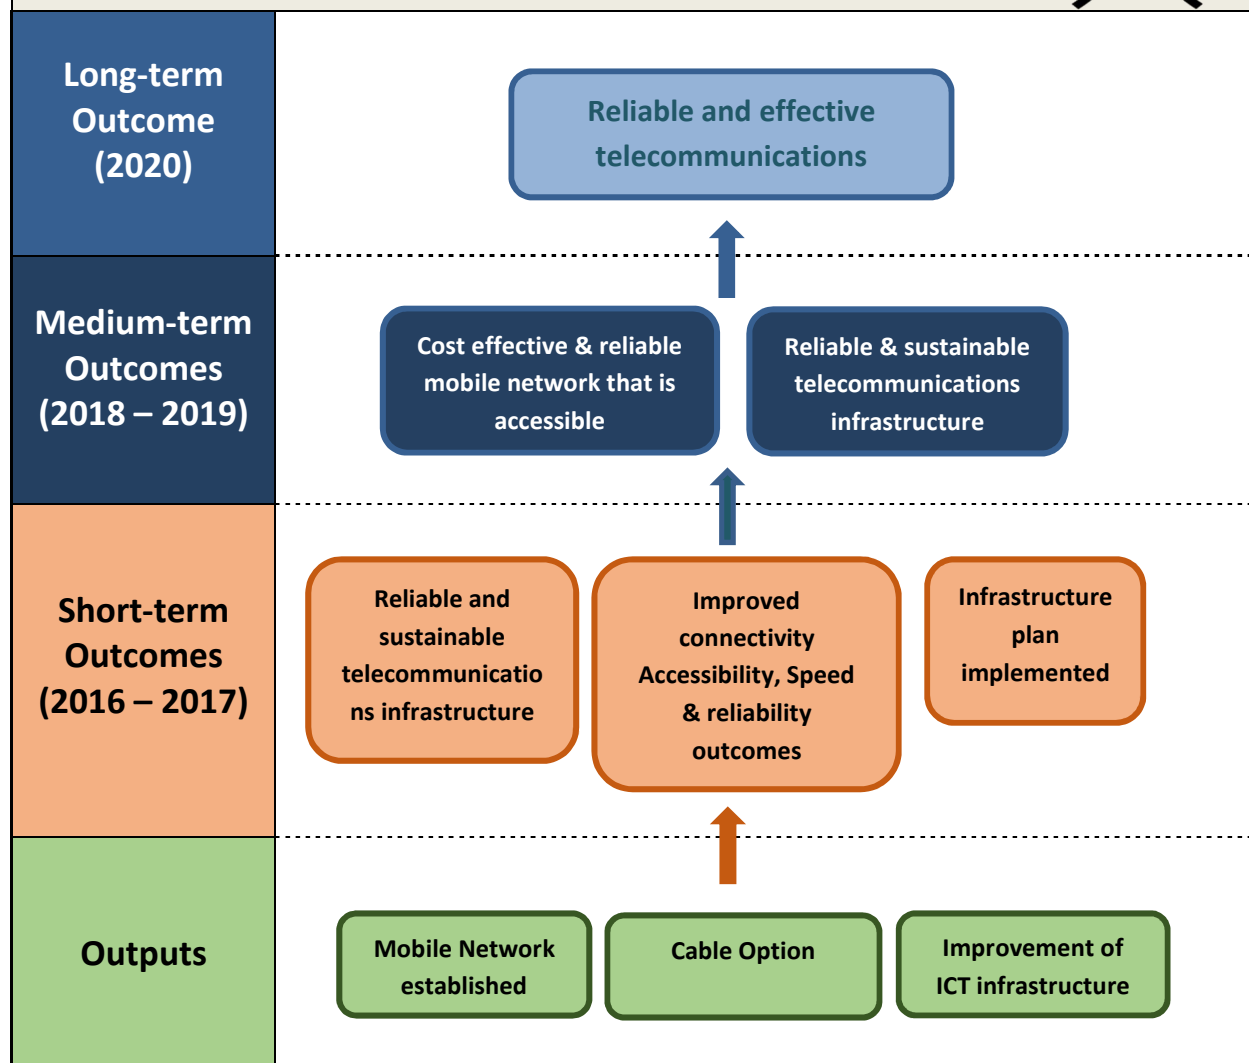 Long-term
Outcome
(2020)
Reliable and effective
telecommunications
Medium-term
Outcomes
(2018 – 2019)
Cost effective & reliable
mobile network that is
accessible
Reliable & sustainable
telecommunications
infrastructure
Short-term
Outcomes
(2016 – 2017)
Reliable and
sustainable
telecommunicatio
ns infrastructure
Improved
connectivity
Accessibility, Speed
& reliability
outcomes
Infrastructure
plan
implemented
Outputs
Mobile Network
established
Cable Option
Improvement of
ICT infrastructure